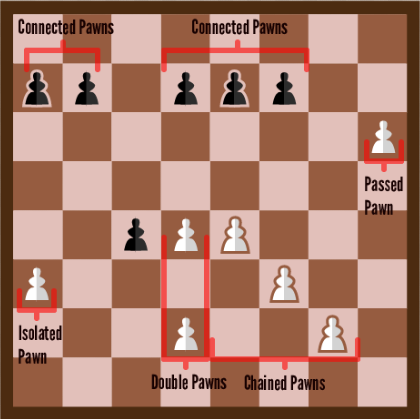 Connected Pawns
Connected Pawns
Passed
Pawn
Isolated
Pawn
Double Pawns
Chained Pawns